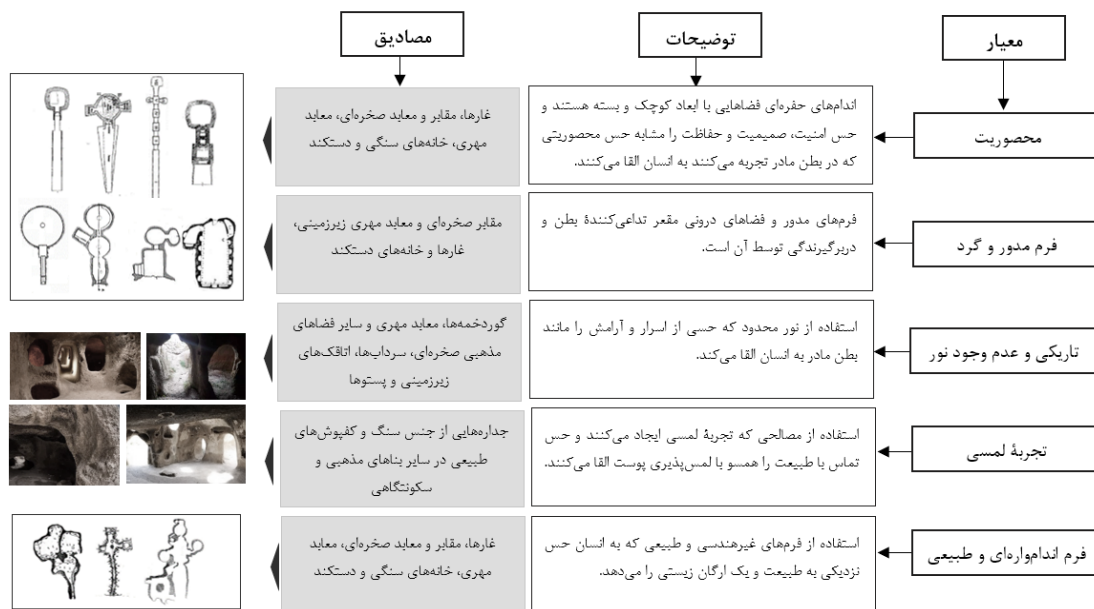 معیار
توضیحات
مصادیق
محصوریت
اندام‌های حفره‌ای فضاهایی با ابعاد کوچک و بسته هستند و
حس امنیت، صمیمیت و حفاظت را مشابه حس محصوریتی
که در بطن مادر تجربه می‌کنند به انسان القا می‌کنند.
غارها، مقابر و معابد صخره‌ای، معابد
مهری، خانه‌های سنگی و دستکند
فرم مدور و گرد
فرم‌های مدور و فضاهای درونی مقعر تداعی‌کنندهٔ بطن و
دربرگیرندگی توسط آن است.
مقابر صخره‌ای و معابد مهری زیرزمینی،
غارها و خانه‌های دستکند
تاریکی و عدم وجود نور
استفاده از نور محدود که حسی از اسرار و آرامش را مانند
بطن مادر به انسان القا می‌کند.
گوردخمه‌ها، معابد مهری و سایر فضاهای
مذهبی صخره‌ای، سرداب‌ها، اتاقک‌های
زیرزمینی و پستوها
تجربهٔ لمسی
استفاده از مصالحی که تجربهٔ لمسی ایجاد می‌کنند و حس
تماس با طبیعت را همسو با لمس‌پذیری پوست القا می‌کنند.
جداره‌هایی از جنس سنگ و کفپوش‌های
طبیعی در سایر بناهای مذهبی و
سکونتگاهی
فرم اندام‌واره‌ای و طبیعی
استفاده از فرم‌های غیرهندسی و طبیعی که به انسان حس
نزدیکی به طبیعت و یک ارگان زیستی را می‌دهد.
غارها، مقابر و معابد صخره‌ای، معابد
مهری، خانه‌های سنگی و دستکند